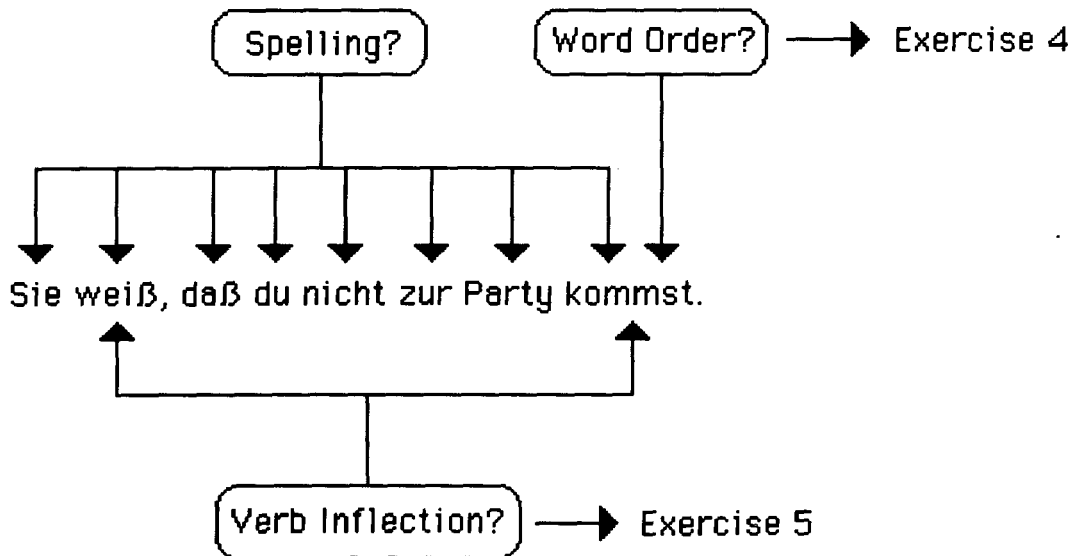 Spelling?
Word Order?
Exercise 4
Sie weiß, daß du nicht zur Party kommst.
Verb Inflection?
Exercise 5